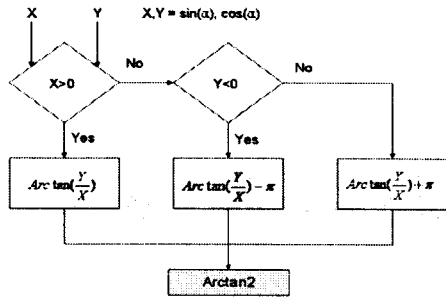 X Y X,Y = sin(α), cos(α)
X>0 No Y<0 No
Yes Yes
Arc tan(Y/X) Arc tan(Y/X) − π Arc tan(Y/X) + π
Arctan2